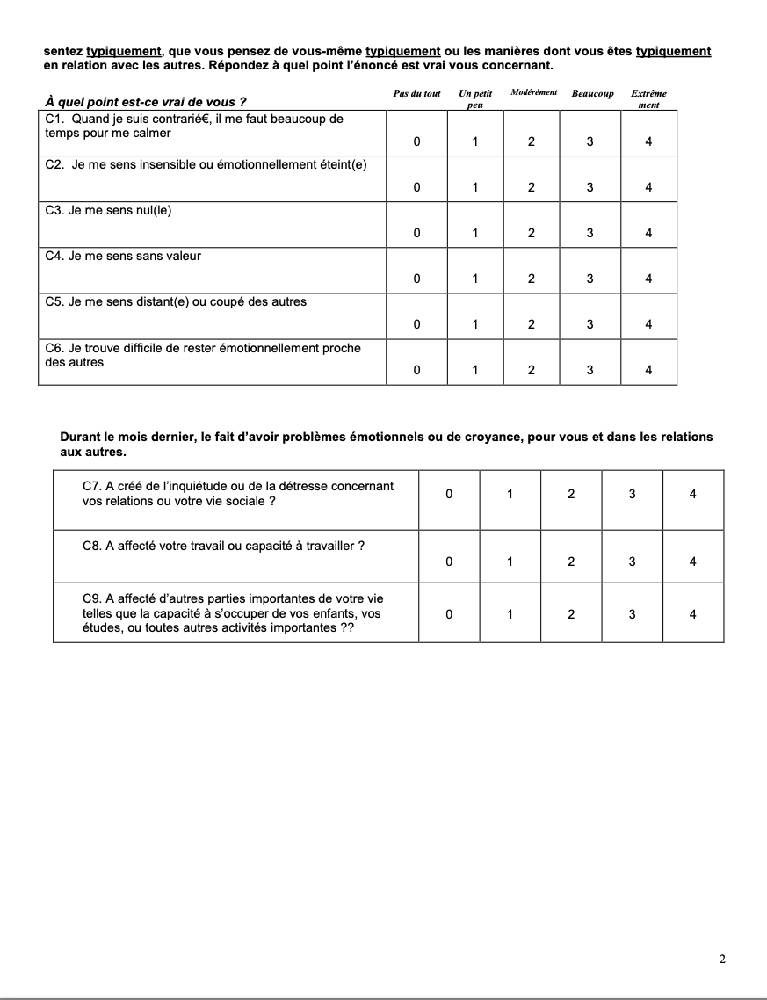 sentez typiquement, que vous pensez de vous-même typiquement ou les manières dont vous êtes typiquement
en relation avec les autres. Répondez à quel point l’énoncé est vrai vous concernant.
À quel point est-ce vrai de vous ?
Pas du tout
Un petit
peu
Modérément
Beaucoup
Extrême
ment
C1.  Quand je suis contrarié€, il me faut beaucoup de
temps pour me calmer
0 1 2 3 4
C2.  Je me sens insensible ou émotionnellement éteint(e)
0 1 2 3 4
C3. Je me sens nul(le)
0 1 2 3 4
C4. Je me sens sans valeur
0 1 2 3 4
C5. Je me sens distant(e) ou coupé des autres
0 1 2 3 4
C6. Je trouve difficile de rester émotionnellement proche
des autres
0 1 2 3 4
Durant le mois dernier, le fait d’avoir problèmes émotionnels ou de croyance, pour vous et dans les relations
aux autres.
C7. A créé de l’inquiétude ou de la détresse concernant
vos relations ou votre vie sociale ?
0 1 2 3 4
C8. A affecté votre travail ou capacité à travailler ?
0 1 2 3 4
C9. A affecté d’autres parties importantes de votre vie
telles que la capacité à s’occuper de vos enfants, vos
études, ou toutes autres activités importantes ??
0 1 2 3 4
2